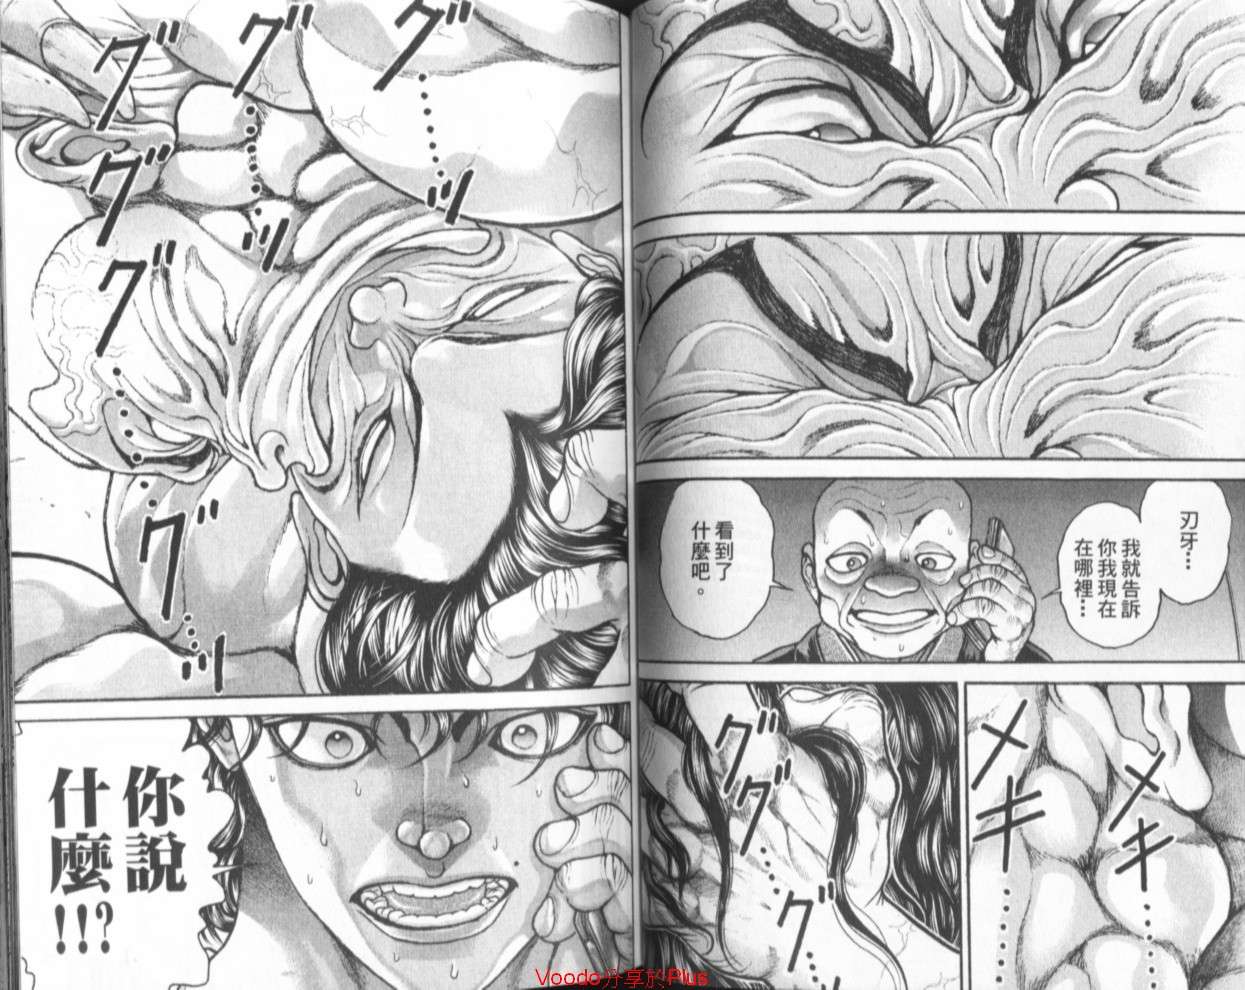 刃牙…
我就告訴
你我現在
在哪裡…
看到了
什麼吧。
メキ……
メキ……
ググ…グ…
グググ…ッ
グ…ッ
グ…ッ
グ…ッ
你說
什麼!!?
Voodo分享於Plus